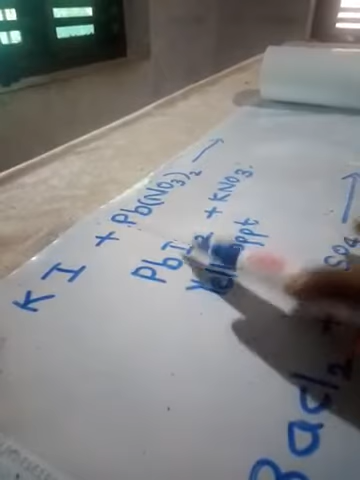 KI + Pb(NO3)2 →
PbI2 + KNO3
Yellow ppt
BaCl2 +